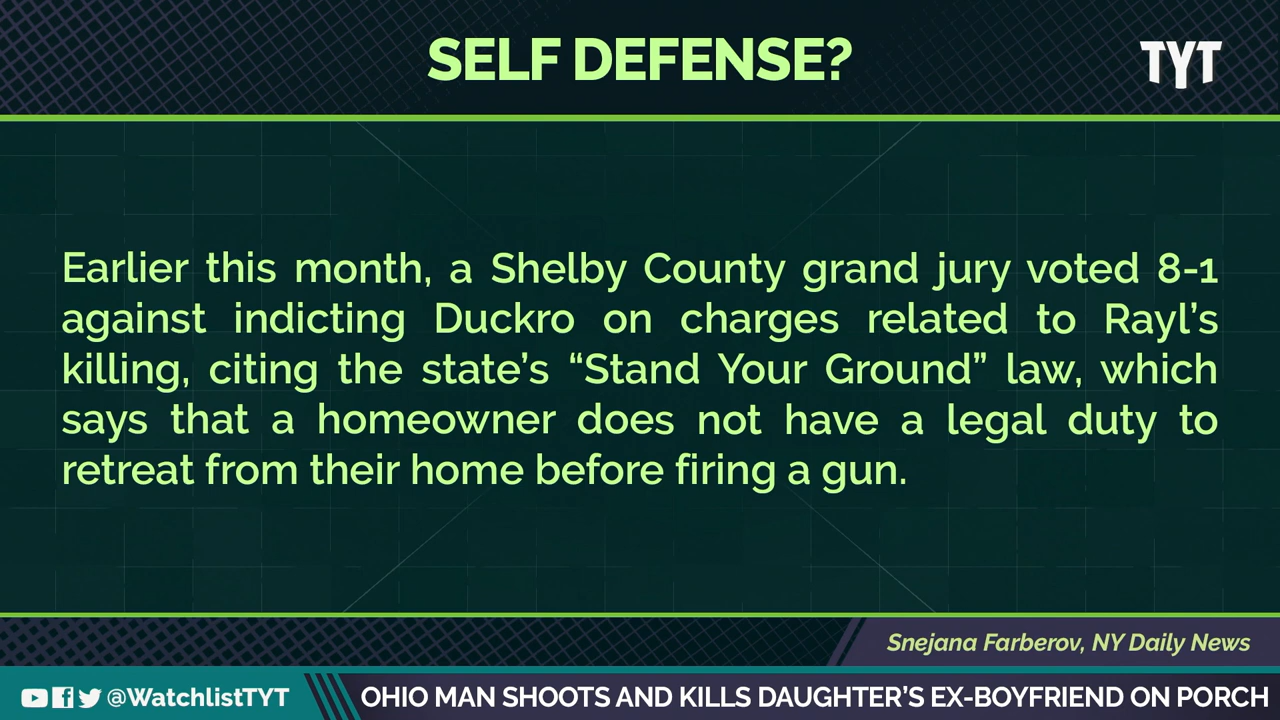 SELF DEFENSE?
TYT
Earlier this month, a Shelby County grand jury voted 8-1
against indicting Duckro on charges related to Rayl’s
killing, citing the state’s “Stand Your Ground” law, which
says that a homeowner does not have a legal duty to
retreat from their home before firing a gun.
Snejana Farberov, NY Daily News
@WatchlistTYT
OHIO MAN SHOOTS AND KILLS DAUGHTER’S EX-BOYFRIEND ON PORCH